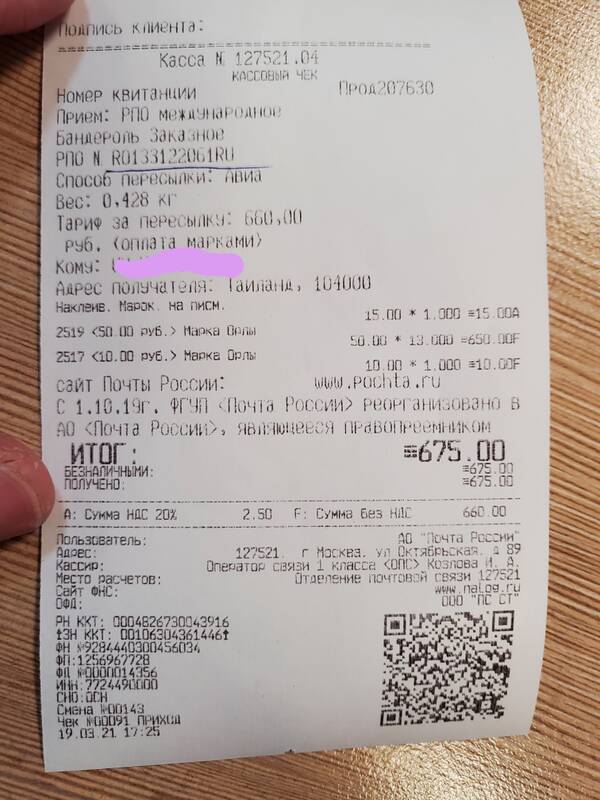 Подпись клиента:
Касса № 127521.04
КАССОВЫЙ ЧЕК
Номер квитанции Прод207630
Прием: РПО международное
Бандероль Заказное
РПО N RO133122061RU
Способ пересылки: Авиа
Вес: 0,428 кг
Тариф за пересылку: 660,00
руб. <оплата марками>
Кому:
Адрес получателя: Таиланд, 104000
Наклеив. Марок. на писм. 15.00 * 1.000 ≡15.00А
2519 <50.00 руб.> Марка Орлы 50.00 * 13.000 ≡650.00F
2517 <10.00 руб.> Марка Орлы 10.00 * 1.000 ≡10.00F
сайт Почты России: www.pochta.ru
С 1.10.19г. ФГУП <Почта России> реорганизовано в
АО <Почта России>, являющееся правопреемником
ИТОГ: ≡675.00
БЕЗНАЛИЧНЫМИ: ≡675.00
ПОЛУЧЕНО: ≡675.00
А: Сумма НДС 20% 2.50 F: Сумма без НДС 660.00
Пользователь: АО "Почта России"
Адрес: 127521, г Москва, ул Октябрьская, д 89
Кассир: Оператор связи 1 класса <ОПС> Козлова И. А.
Место расчетов: Отделение почтовой связи 127521
Сайт ФНС: www.nalog.ru
ОФД: ООО "ПС СТ"
РН ККТ: 0004826730043916
ЗН ККТ: 00106304361446
ФН №9284440300456034
ФП:1256967728
ФД №0000014356
ИНН:7724490000
СНО:ОСН
Смена №00143
Чек №00091 ПРИХОД
19.03.21 17:25